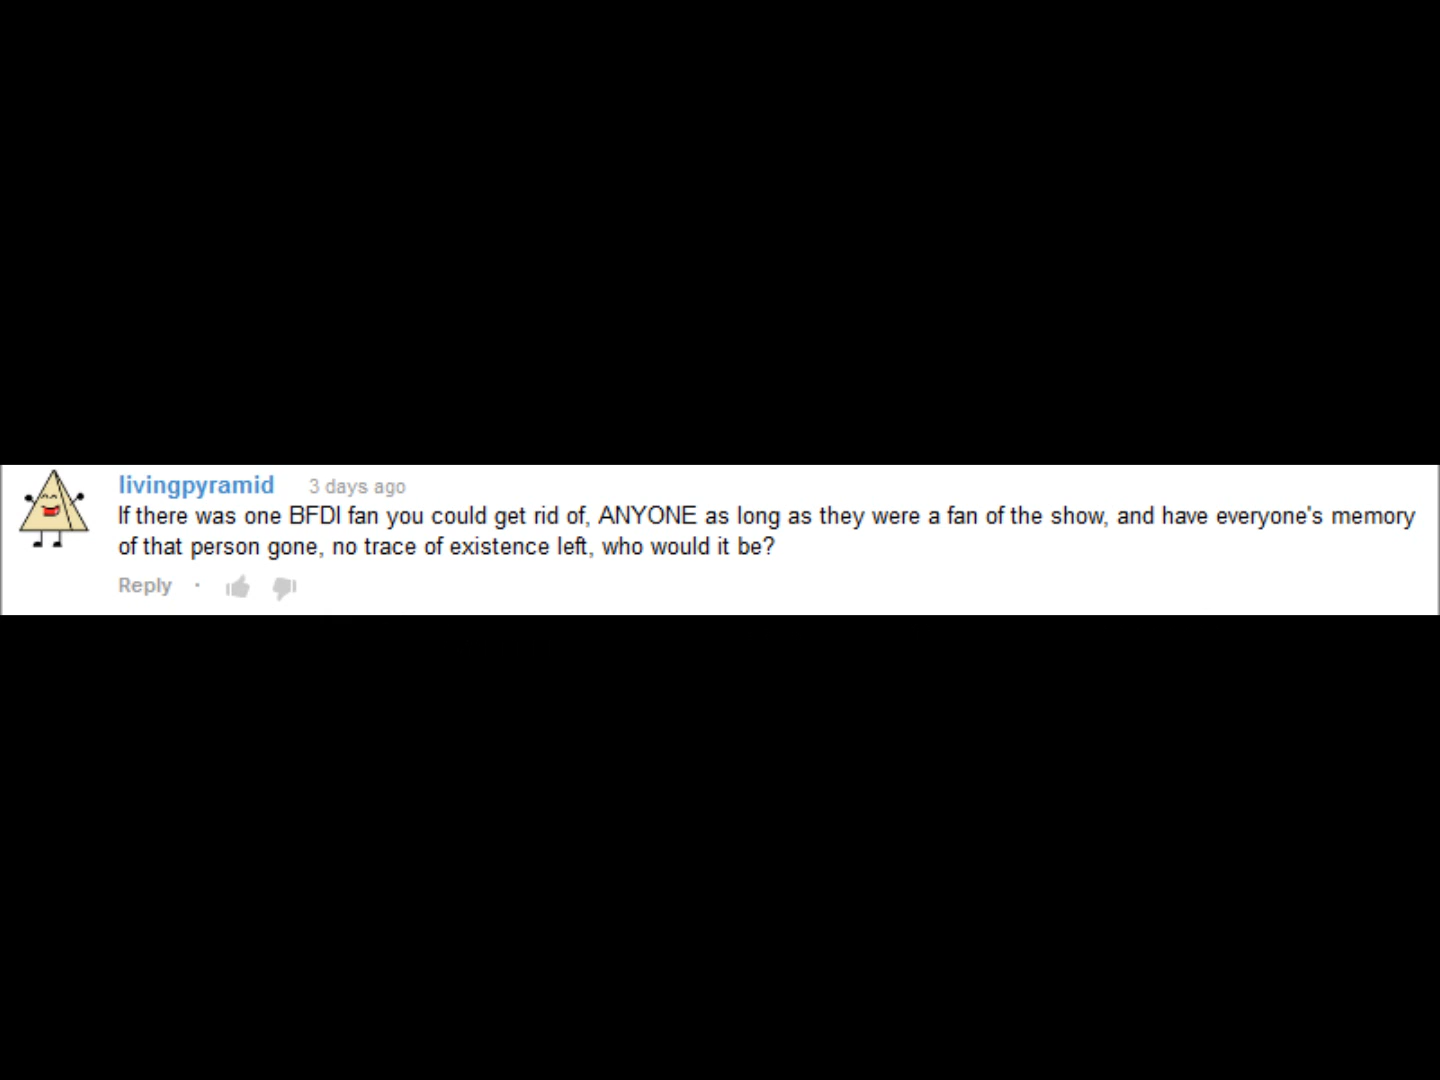 livingpyramid 3 days ago
If there was one BFDI fan you could get rid of, ANYONE as long as they were a fan of the show, and have everyone's memory
of that person gone, no trace of existence left, who would it be?
Reply ·